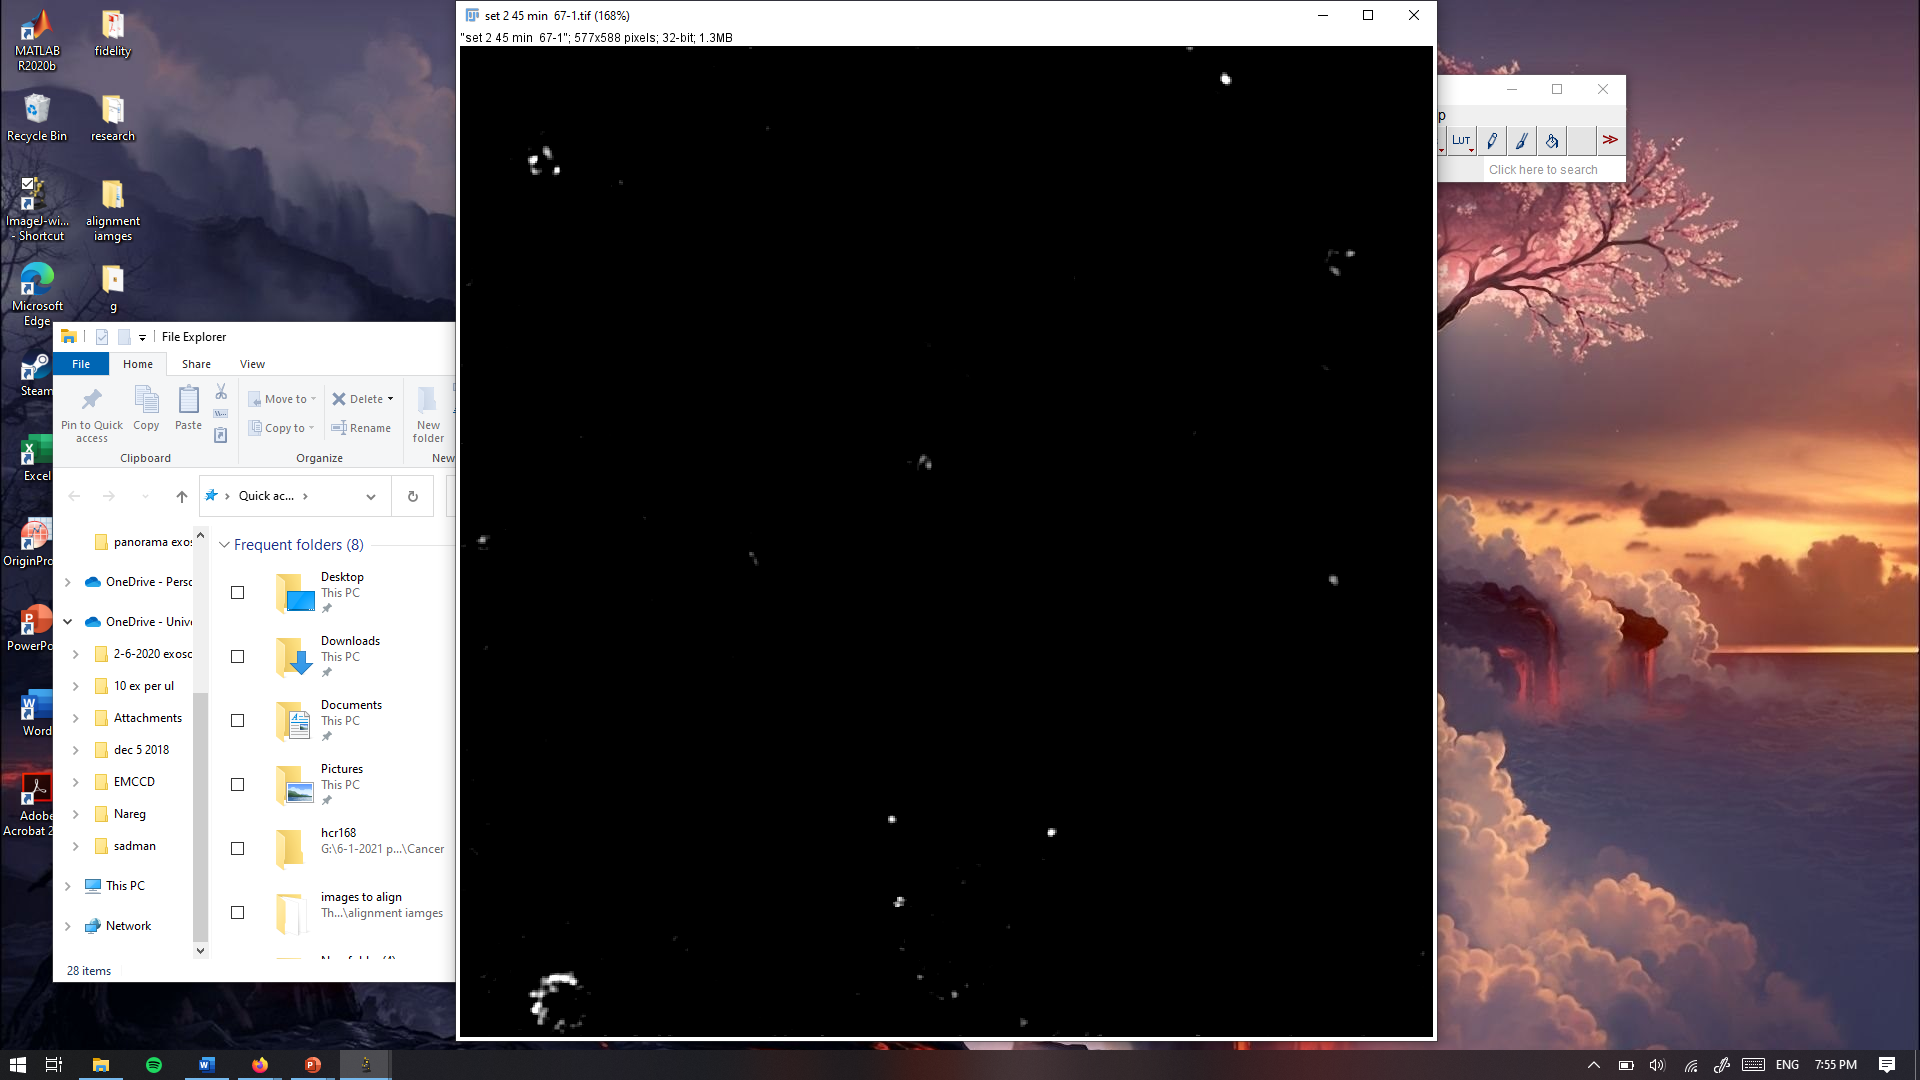 MATLAB
R2020b
fidelity
Recycle Bin
research
ImageJ-wi...
- Shortcut
alignment
iamges
Microsoft
Edge
g
Steam
Excel
OriginPro
PowerPo
Word
Adobe
Acrobat 2
File Explorer
File
Home
Share
View
Pin to Quick
access
Copy
Paste
Move to
Copy to
Delete
Rename
New
folder
Clipboard
Organize
New
Quick ac...
panorama exos
OneDrive - Perso
OneDrive - Unive
2-6-2020 exoso
10 ex per ul
Attachments
dec 5 2018
EMCCD
Nareg
sadman
This PC
Network
28 items
Frequent folders (8)
Desktop
This PC
Downloads
This PC
Documents
This PC
Pictures
This PC
hcr168
G:\6-1-2021 p...\Cancer
images to align
Th...\alignment iamges
set 2 45 min 67-1.tif (168%)
"set 2 45 min 67-1"; 577x588 pixels; 32-bit; 1.3MB
p
LUT
Click here to search
ENG
7:55 PM